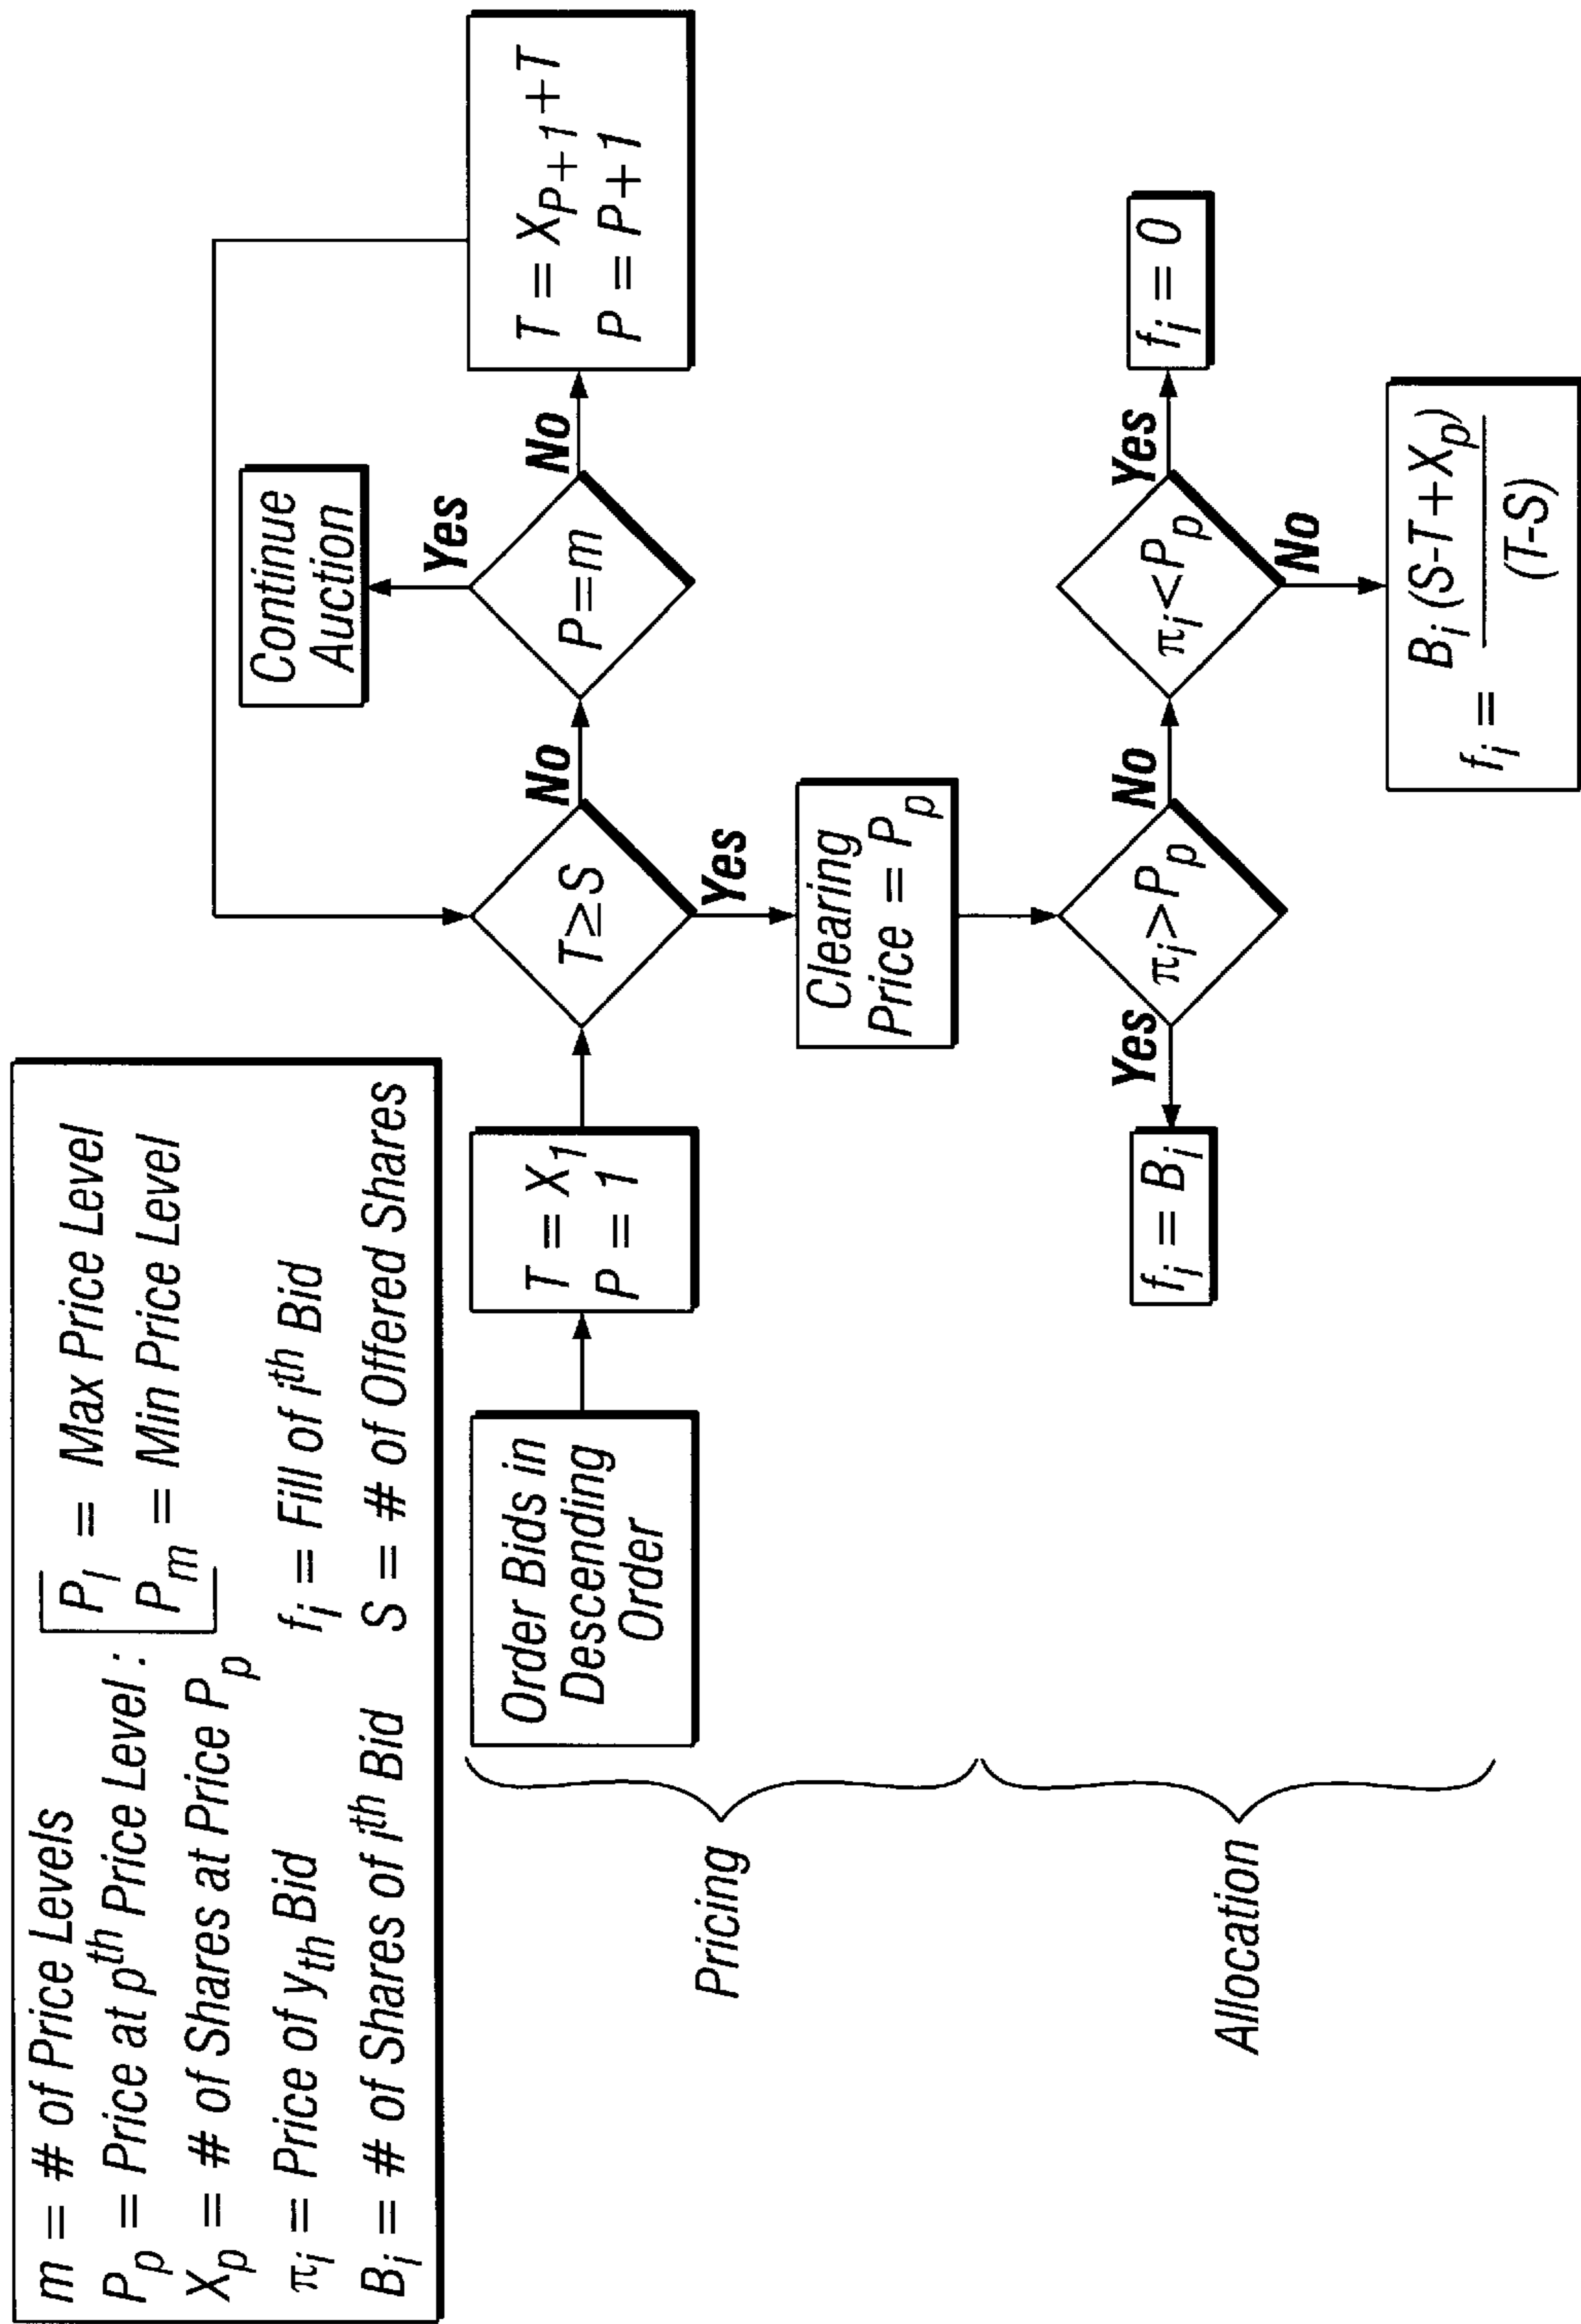 m = # of Price Levels
P_p = Price at p^th Price Level :
P_l = Max Price Level
P_m = Min Price Level
X_p = # of Shares at Price P_p
π_i = Price of y_th Bid
f_i = Fill of i^th Bid
B_i = # of Shares of i^th Bid
S = # of Offered Shares
Pricing
Order Bids in
Descending
Order
T = X_1
P = 1
T≥S
No
Yes
P=m
Yes
No
Continue
Auction
T = X_P+1 +T
P = P+1
Clearing
Price = P_p
Allocation
π_i>P_p
Yes
No
f_i = B_i
π_i<P_p
Yes
No
f_i = 0
f_i = B_i (S-T+X_p)
(T-S)